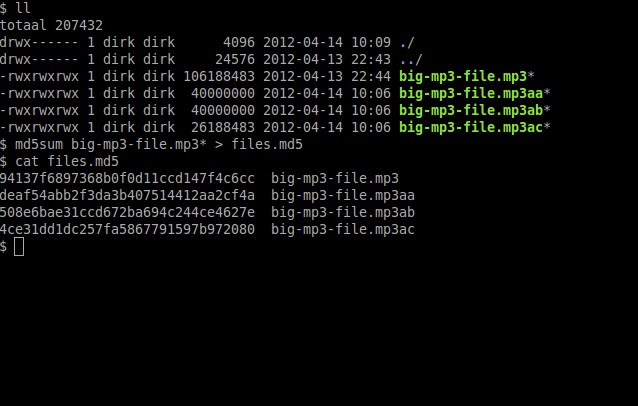 $ ll
totaal 207432
drwx------ 1 dirk dirk      4096 2012-04-14 10:09 ./
drwx------ 1 dirk dirk     24576 2012-04-13 22:43 ../
-rwxrwxrwx 1 dirk dirk 106188483 2012-04-13 22:44 big-mp3-file.mp3*
-rwxrwxrwx 1 dirk dirk  40000000 2012-04-14 10:06 big-mp3-file.mp3aa*
-rwxrwxrwx 1 dirk dirk  40000000 2012-04-14 10:06 big-mp3-file.mp3ab*
-rwxrwxrwx 1 dirk dirk  26188483 2012-04-14 10:06 big-mp3-file.mp3ac*
$ md5sum big-mp3-file.mp3* > files.md5
$ cat files.md5
94137f6897368b0f0d11ccd147f4c6cc  big-mp3-file.mp3
deaf54abb2f3da3b407514412aa2cf4a  big-mp3-file.mp3aa
508e6bae31ccd672ba694c244ce4627e  big-mp3-file.mp3ab
4ce31dd1dc257fa5867791597b972080  big-mp3-file.mp3ac
$